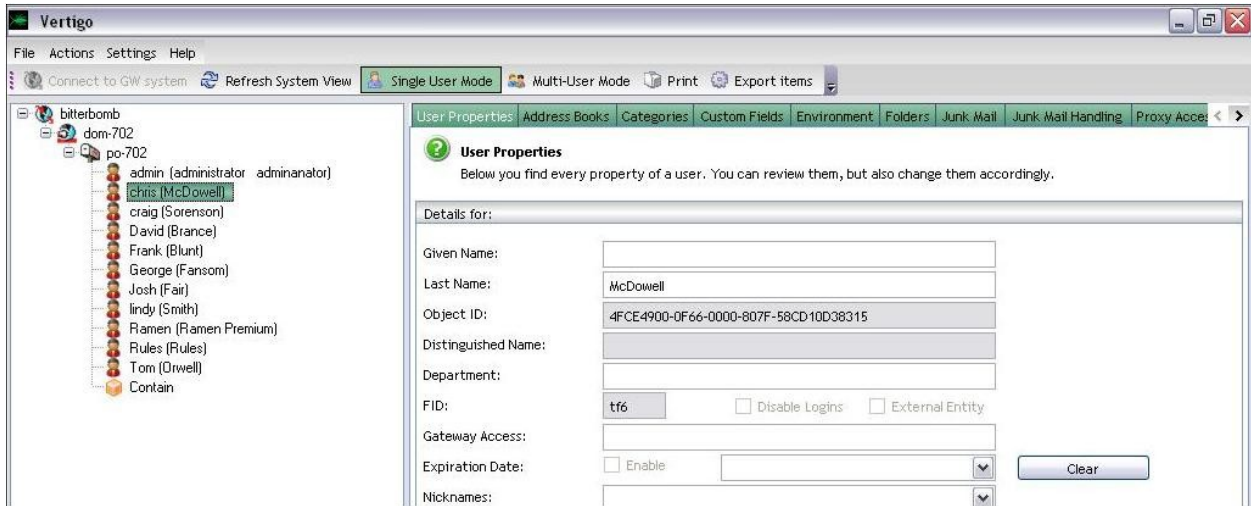 Vertigo
File Actions Settings Help
Connect to GW system Refresh System View Single User Mode Multi-User Mode Print Export items
bitterbomb
dom-702
po-702
admin (administrator adminanator)
chris (McDowell)
craig (Sorenson)
David (Brance)
Frank (Blunt)
George (Fansom)
Josh (Fair)
lindy (Smith)
Ramen (Ramen Premium)
Rules (Rules)
Tom (Orwell)
Contain
User Properties Address Books Categories Custom Fields Environment Folders Junk Mail Junk Mail Handling Proxy Acces
User Properties
Below you find every property of a user. You can review them, but also change them accordingly.
Details for:
Given Name:
Last Name: McDowell
Object ID: 4FCE4900-0F66-0000-807F-58CD10D38315
Distinguished Name:
Department:
FID: tf6 Disable Logins External Entity
Gateway Access:
Expiration Date: Enable Clear
Nicknames: